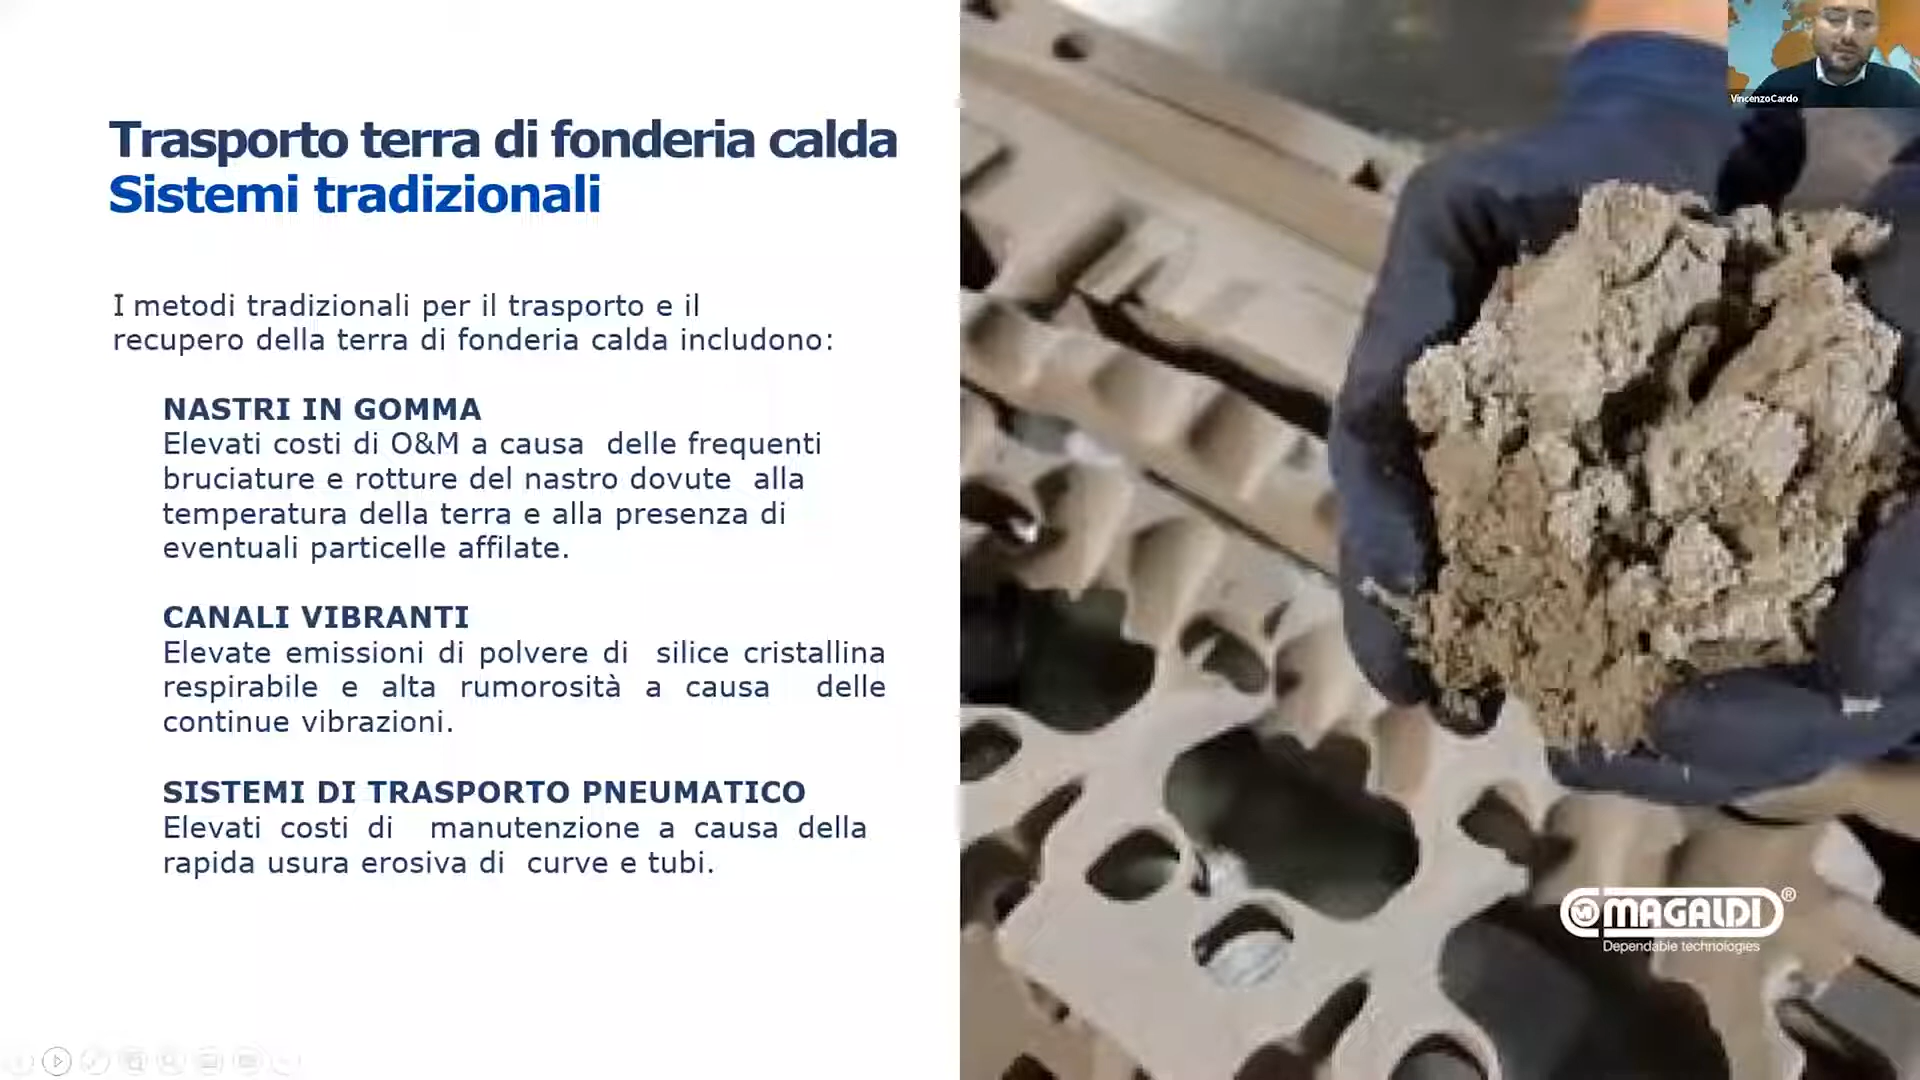 VincenzoCardo
Trasporto terra di fonderia calda
Sistemi tradizionali
I metodi tradizionali per il trasporto e il
recupero della terra di fonderia calda includono:
NASTRI IN GOMMA
Elevati costi di O&M a causa delle frequenti
bruciature e rotture del nastro dovute alla
temperatura della terra e alla presenza di
eventuali particelle affilate.
CANALI VIBRANTI
Elevate emissioni di polvere di silice cristallina
respirabile e alta rumorosità a causa delle
continue vibrazioni.
SISTEMI DI TRASPORTO PNEUMATICO
Elevati costi di manutenzione a causa della
rapida usura erosiva di curve e tubi.
MAGALDI®
Dependable technologies